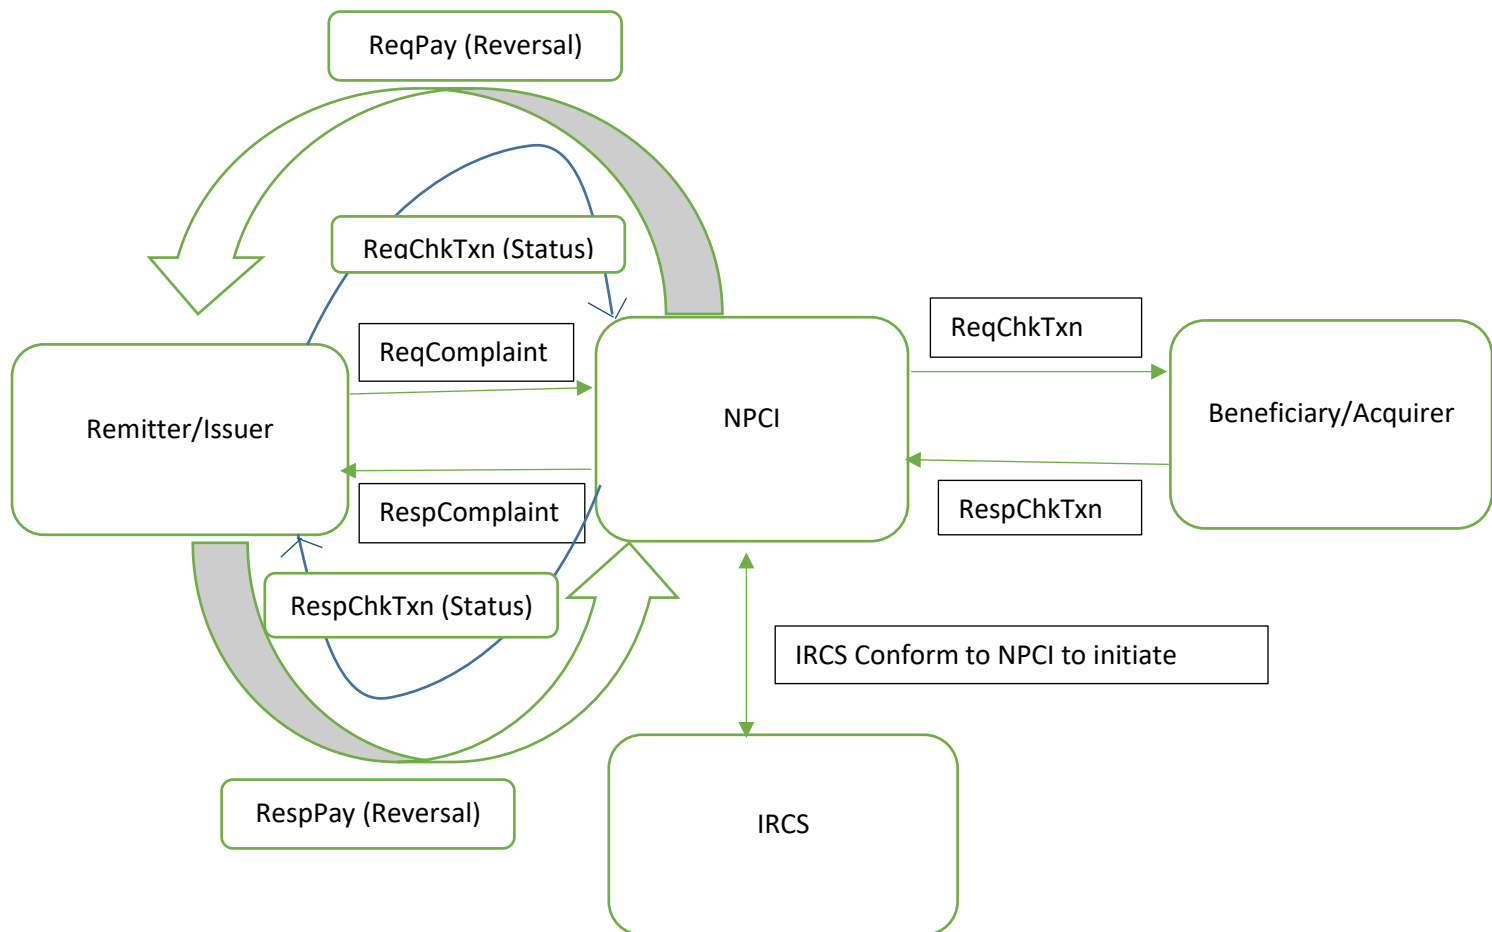 ReqPay (Reversal)
ReqChkTxn (Status)
ReqComplaint
ReqChkTxn
Remitter/Issuer
NPCI
Beneficiary/Acquirer
RespComplaint
RespChkTxn
RespChkTxn (Status)
IRCS Conform to NPCI to initiate
RespPay (Reversal)
IRCS